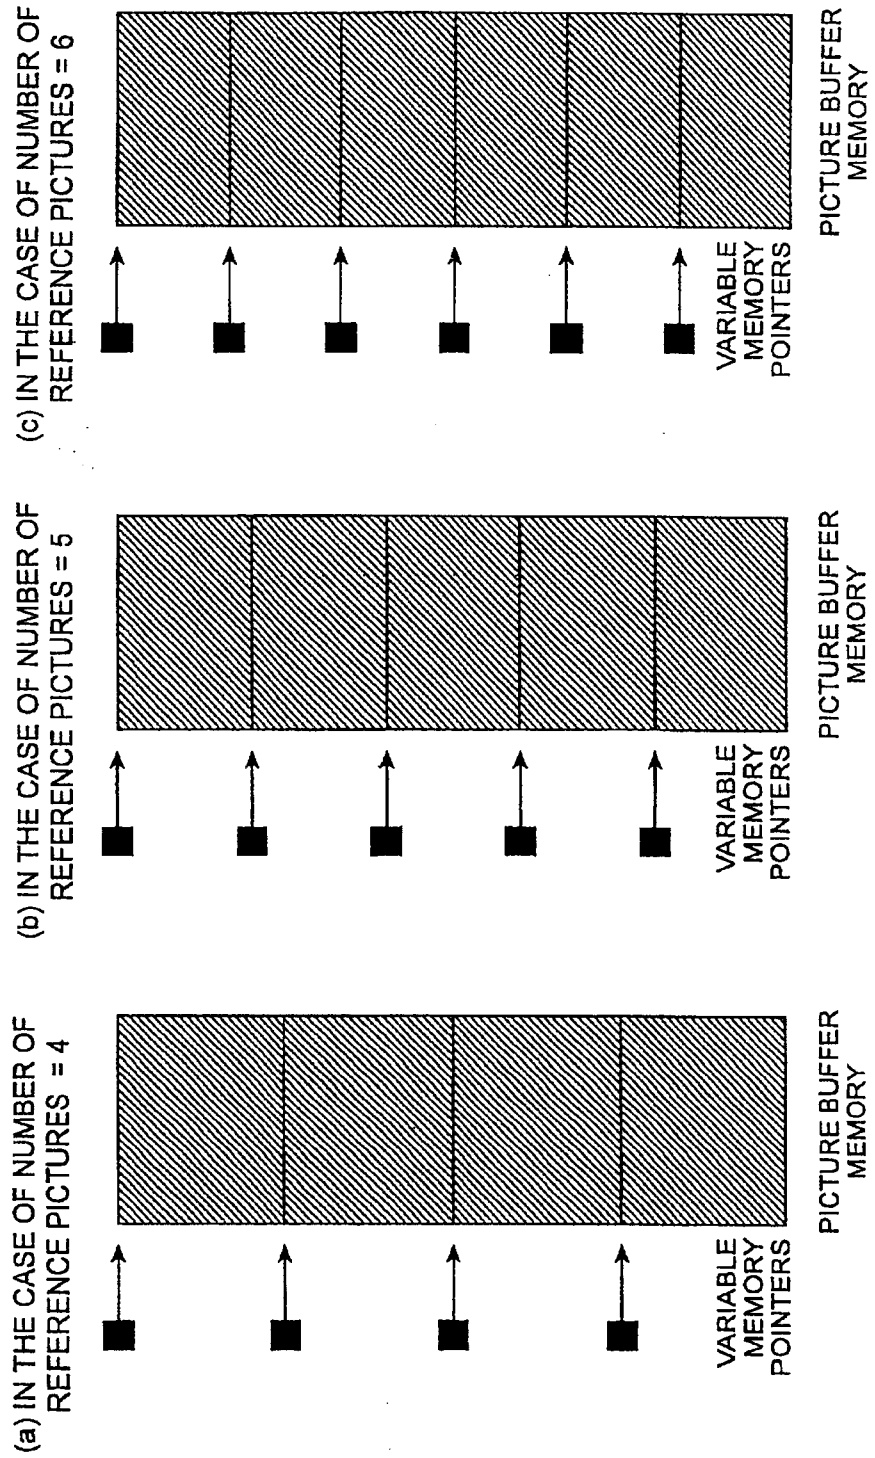 (a) IN THE CASE OF NUMBER OF
REFERENCE PICTURES = 4
VARIABLE
MEMORY
POINTERS
PICTURE BUFFER
MEMORY
(b) IN THE CASE OF NUMBER OF
REFERENCE PICTURES = 5
VARIABLE
MEMORY
POINTERS
PICTURE BUFFER
MEMORY
(c) IN THE CASE OF NUMBER OF
REFERENCE PICTURES = 6
VARIABLE
MEMORY
POINTERS
PICTURE BUFFER
MEMORY